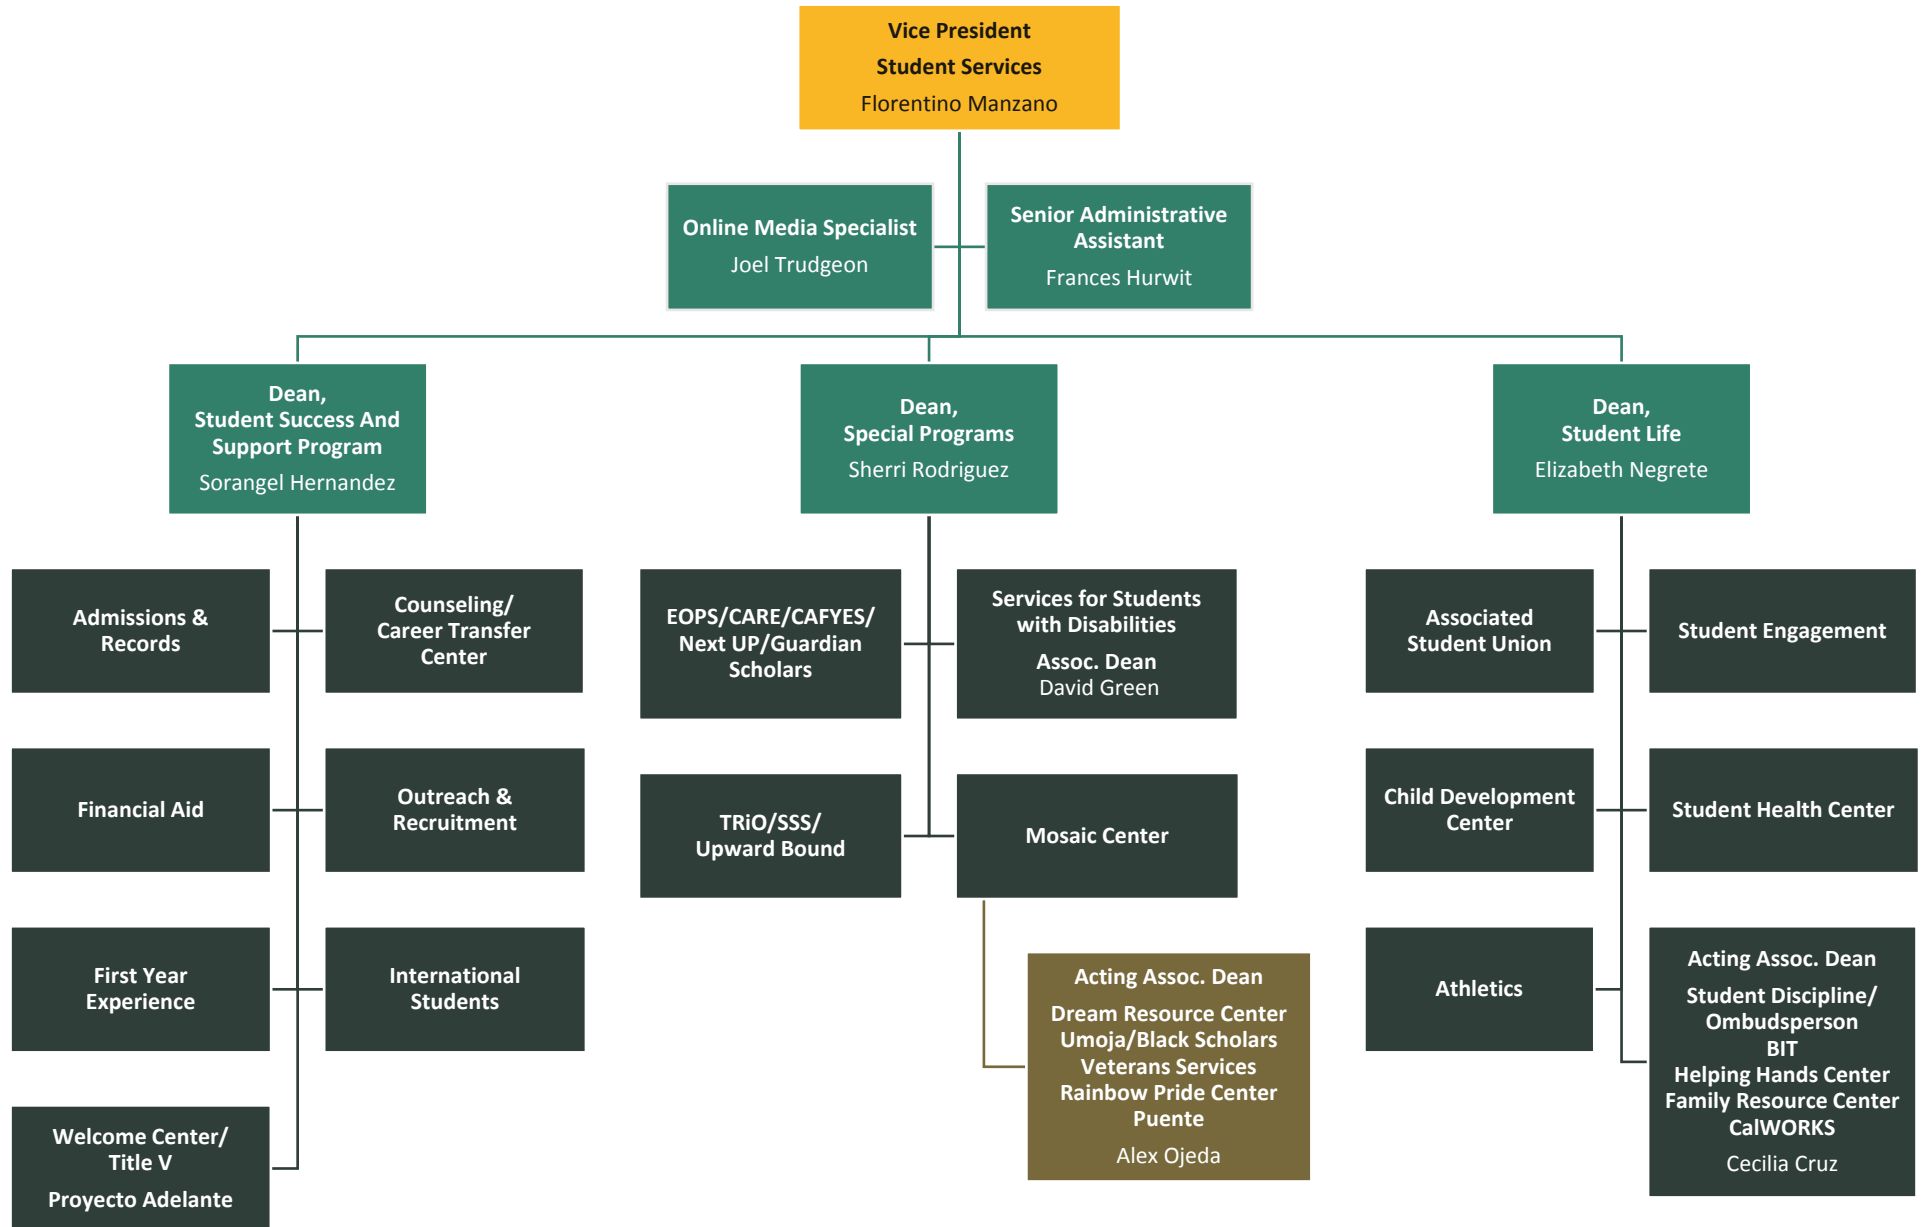 Vice President
Student Services
Florentino Manzano
Online Media Specialist
Joel Trudgeon
Senior Administrative
Assistant
Frances Hurwit
Dean,
Student Success And
Support Program
Sorangel Hernandez
Dean,
Special Programs
Sherri Rodriguez
Dean,
Student Life
Elizabeth Negrete
Admissions &
Records
Counseling/
Career Transfer
Center
EOPS/CARE/CAFYES/
Next UP/Guardian
Scholars
Services for Students
with Disabilities
Assoc. Dean
David Green
Associated
Student Union
Student Engagement
Financial Aid
Outreach &
Recruitment
TRiO/SSS/
Upward Bound
Mosaic Center
Child Development
Center
Student Health Center
First Year
Experience
International
Students
Acting Assoc. Dean
Dream Resource Center
Umoja/Black Scholars
Veterans Services
Rainbow Pride Center
Puente
Alex Ojeda
Athletics
Acting Assoc. Dean
Student Discipline/
Ombudsperson
BIT
Helping Hands Center
Family Resource Center
CalWORKS
Cecilia Cruz
Welcome Center/
Title V
Proyecto Adelante